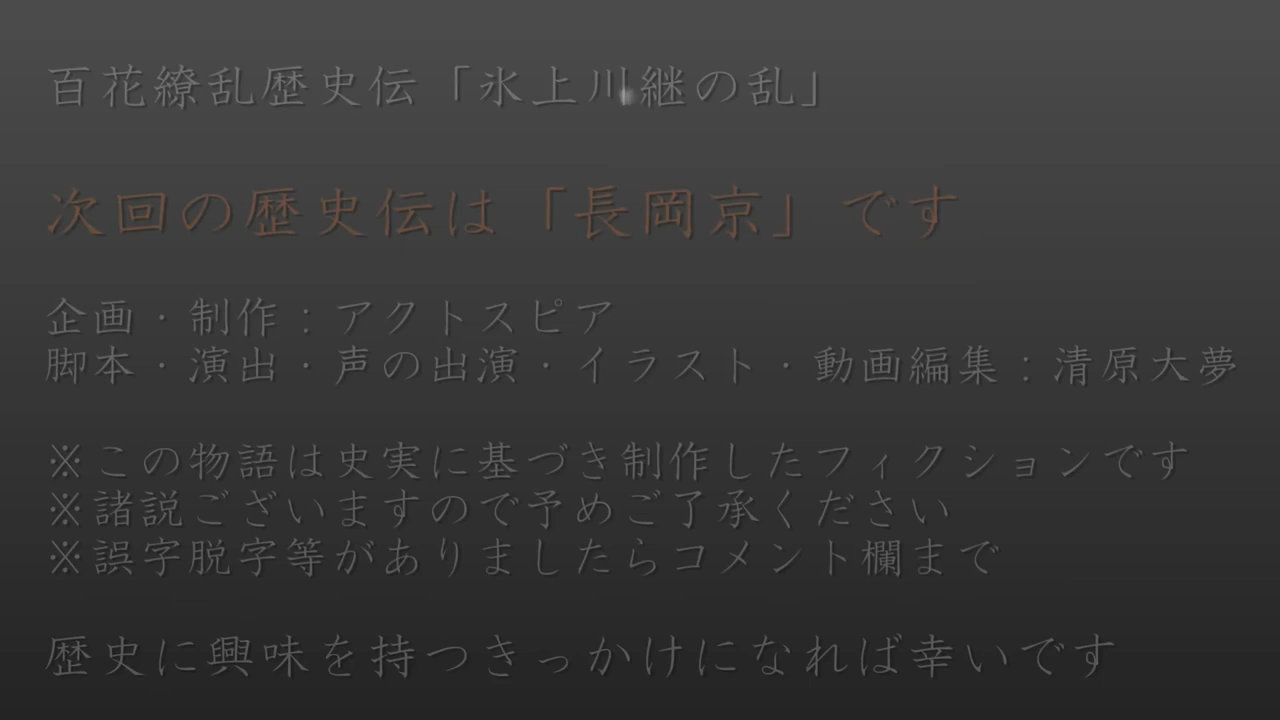 百花繚乱歴史伝「氷上川継の乱」
次回の歴史伝は「長岡京」です
企画・制作：アクトスピア
脚本・演出・声の出演・イラスト・動画編集：清原大夢
※この物語は史実に基づき制作したフィクションです
※諸説ございますので予めご了承ください
※誤字脱字等がありましたらコメント欄まで
歴史に興味を持つきっかけになれば幸いです